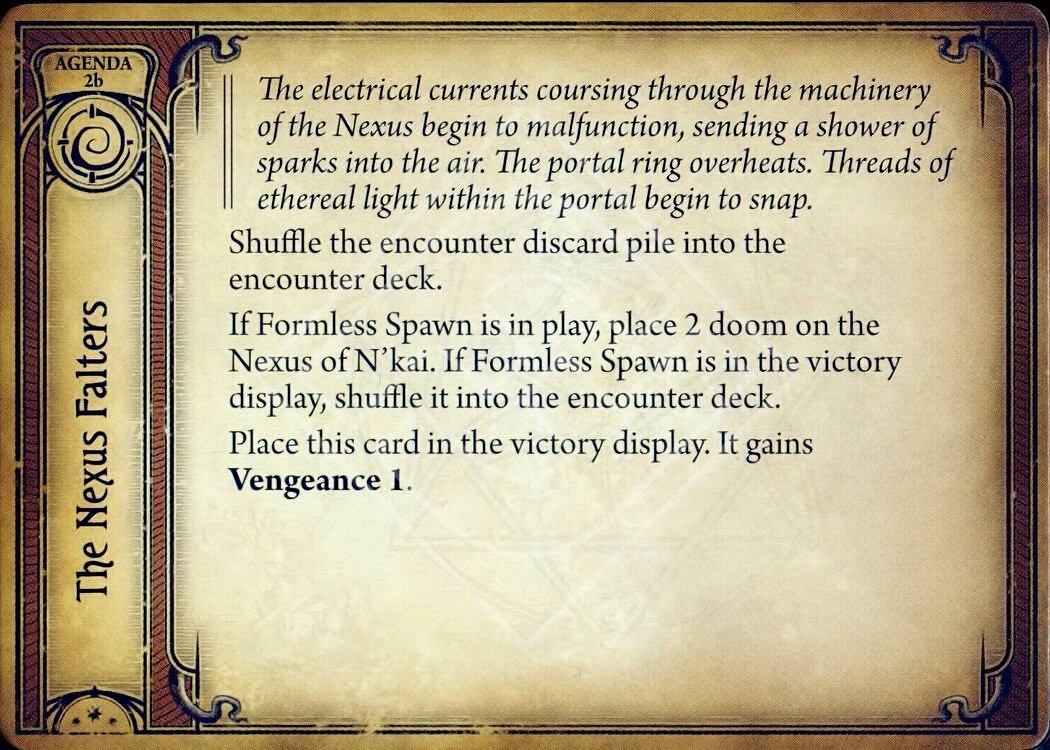 AGENDA
2b
The Nexus Falters
The electrical currents coursing through the machinery
of the Nexus begin to malfunction, sending a shower of
sparks into the air. The portal ring overheats. Threads of
ethereal light within the portal begin to snap.
Shuffle the encounter discard pile into the
encounter deck.
If Formless Spawn is in play, place 2 doom on the
Nexus of N’kai. If Formless Spawn is in the victory
display, shuffle it into the encounter deck.
Place this card in the victory display. It gains
Vengeance 1.